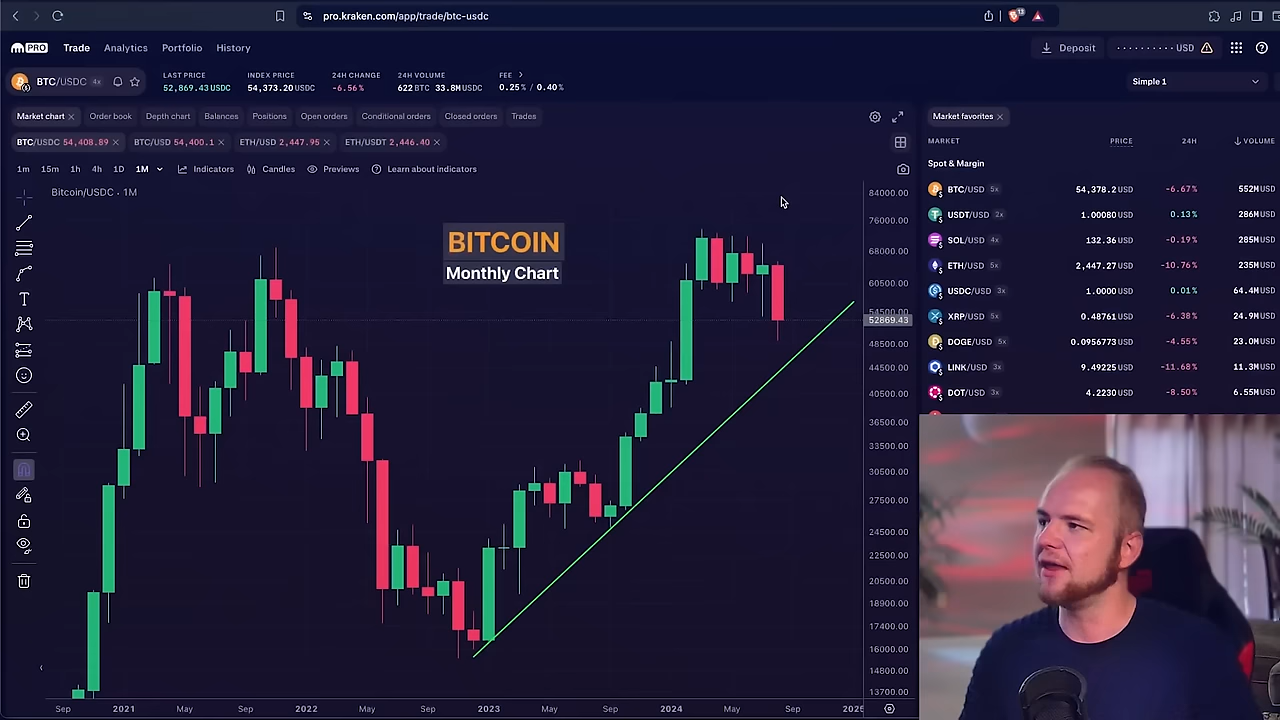 pro.kraken.com/app/trade/btc-usdc
PRO Trade Analytics Portfolio History
Deposit ·········· USD
BTC/USDC 4x
LAST PRICE INDEX PRICE 24H CHANGE 24H VOLUME FEE
52,869.43 USDC 54,373.20 USDC -6.56% 622 BTC 33.8M USDC 0.25% / 0.40%
Simple 1
Market chart Order book Depth chart Balances Positions Open orders Conditional orders Closed orders Trades
BTC/USDC 54,408.89 BTC/USD 54,400.1 ETH/USD 2,447.95 ETH/USDT 2,446.40
1m 15m 1h 4h 1D 1M Indicators Candles Previews Learn about indicators
Bitcoin/USDC · 1M
BITCOIN
Monthly Chart
84000.00
76000.00
68000.00
60500.00
54500.00
52869.43
48500.00
44500.00
40500.00
36500.00
33500.00
30500.00
27500.00
24500.00
22500.00
20500.00
18900.00
17400.00
16000.00
14800.00
13700.00
Sep 2021 May Sep 2022 May Sep 2023 May Sep 2024 May Sep 2025
Market favorites
MARKET PRICE 24H VOLUME
Spot & Margin
BTC/USD 5x 54,378.2 USD -6.67% 552M USD
USDT/USD 2x 1.00080 USD 0.13% 286M USD
SOL/USD 4x 132.36 USD -0.19% 285M USD
ETH/USD 5x 2,447.27 USD -10.76% 235M USD
USDC/USD 3x 1.0000 USD 0.01% 64.4M USD
XRP/USD 5x 0.48761 USD -6.38% 24.9M USD
DOGE/USD 5x 0.0956773 USD -4.55% 23.0M USD
LINK/USD 3x 9.49225 USD -11.68% 11.3M USD
DOT/USD 3x 4.2230 USD -8.50% 6.55M USD